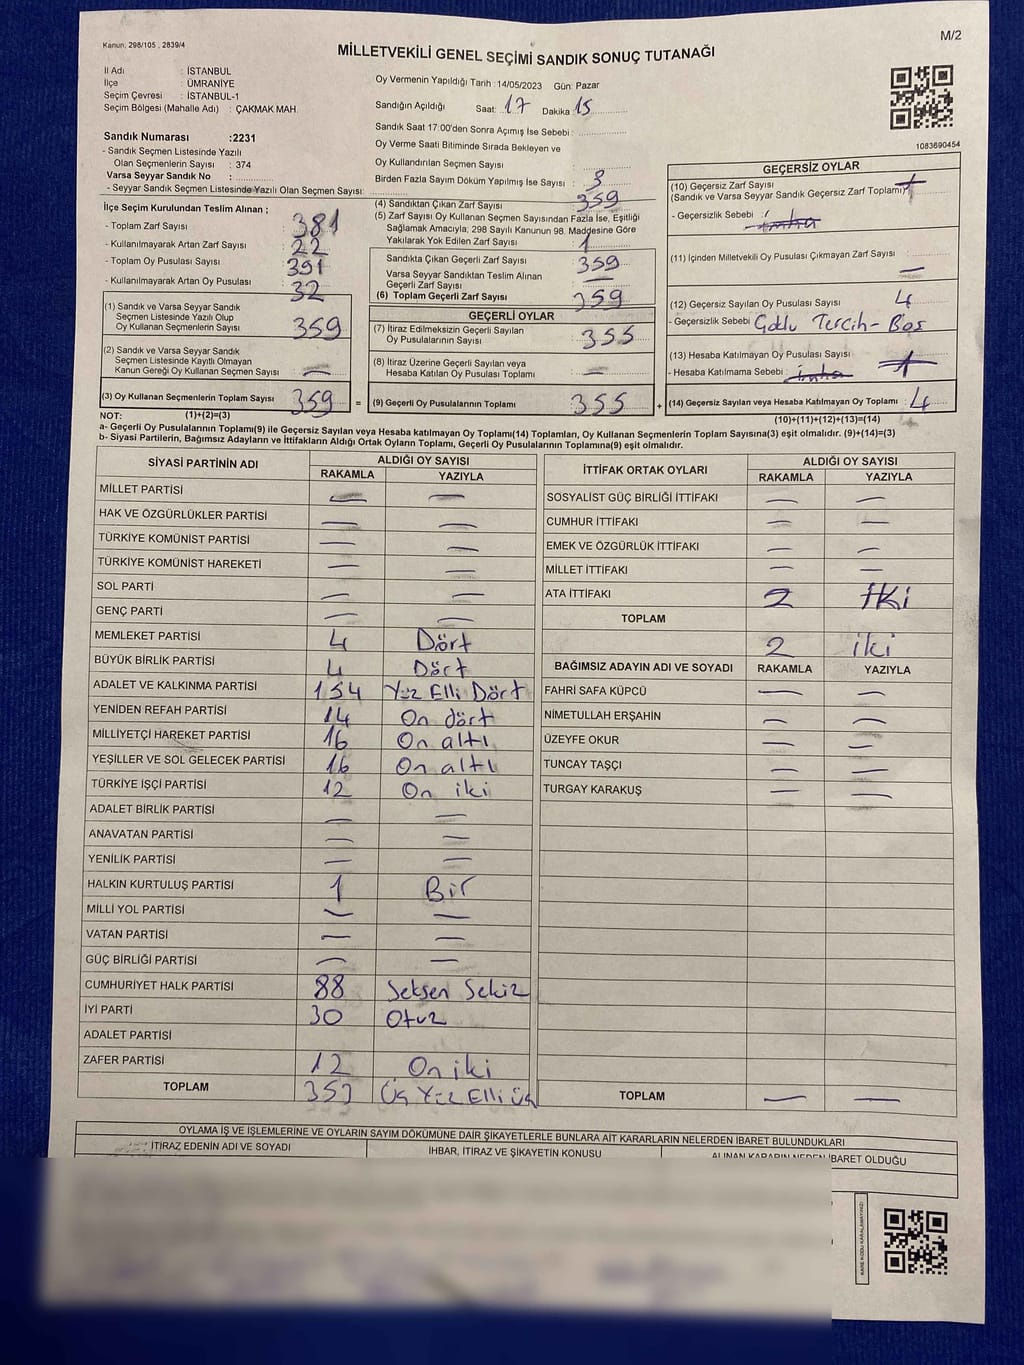 Kanun; 298/105 , 2839/4
M/2
MİLLETVEKİLİ GENEL SEÇİMİ SANDIK SONUÇ TUTANAĞI
İl Adı : İSTANBUL
İlçe : ÜMRANİYE
Seçim Çevresi : İSTANBUL-1
Seçim Bölgesi (Mahalle Adı) : ÇAKMAK MAH.
Sandık Numarası :2231
- Sandık Seçmen Listesinde Yazılı
Olan Seçmenlerin Sayısı : 374
Varsa Seyyar Sandık No :
- Seyyar Sandık Seçmen Listesinde Yazılı Olan Seçmen Sayısı:
İlçe Seçim Kurulundan Teslim Alınan ;
- Toplam Zarf Sayısı : 381
- Kullanılmayarak Artan Zarf Sayısı : 22
- Toplam Oy Pusulası Sayısı : 391
- Kullanılmayarak Artan Oy Pusulası : 32
(1) Sandık ve Varsa Seyyar Sandık
Seçmen Listesinde Yazılı Olup
Oy Kullanan Seçmenlerin Sayısı : 359
(2) Sandık ve Varsa Seyyar Sandık
Seçmen Listesinde Kayıtlı Olmayan
Kanun Gereği Oy Kullanan Seçmen Sayısı : —
(3) Oy Kullanan Seçmenlerin Toplam Sayısı : 359 =
Oy Vermenin Yapıldığı Tarih : 14/05/2023 Gün: Pazar
Sandığın Açıldığı Saat: 17 Dakika: 15
Sandık Saat 17:00'den Sonra Açımış İse Sebebi :
Oy Verme Saati Bitiminde Sırada Bekleyen ve
Oy Kullandırılan Seçmen Sayısı :
Birden Fazla Sayım Döküm Yapılmış İse Sayısı : 3
(4) Sandıktan Çıkan Zarf Sayısı : 359
(5) Zarf Sayısı Oy Kullanan Seçmen Sayısından Fazla İse, Eşitliği
Sağlamak Amacıyla; 298 Sayılı Kanunun 98. Maddesine Göre
Yakılarak Yok Edilen Zarf Sayısı : 1
Sandıkta Çıkan Geçerli Zarf Sayısı : 359
Varsa Seyyar Sandıktan Teslim Alınan
Geçerli Zarf Sayısı : —
(6) Toplam Geçerli Zarf Sayısı : 359
GEÇERLİ OYLAR
(7) İtiraz Edilmeksizin Geçerli Sayılan
Oy Pusulalarının Sayısı : 355
(8) İtiraz Üzerine Geçerli Sayılan veya
Hesaba Katılan Oy Pusulası Toplamı : —
(9) Geçerli Oy Pusulalarının Toplamı : 355 +
1083690454
GEÇERSİZ OYLAR
(10) Geçersiz Zarf Sayısı
(Sandık ve Varsa Seyyar Sandık Geçersiz Zarf Toplamı) :
- Geçersizlik Sebebi : imha
(11) İçinden Milletvekili Oy Pusulası Çıkmayan Zarf Sayısı : —
(12) Geçersiz Sayılan Oy Pusulası Sayısı : 4
- Geçersizlik Sebebi : Çoklu Tercih - Boş
(13) Hesaba Katılmayan Oy Pusulası Sayısı :
- Hesaba Katılmama Sebebi : imha
(14) Geçersiz Sayılan veya Hesaba Katılmayan Oy Toplamı : 4
NOT: (1)+(2)=(3)
(10)+(11)+(12)+(13)=(14)
a- Geçerli Oy Pusulalarının Toplamı(9) ile Geçersiz Sayılan veya Hesaba katılmayan Oy Toplamı(14) Toplamları, Oy Kullanan Seçmenlerin Toplam Sayısına(3) eşit olmalıdır. (9)+(14)=(3)
b- Siyasi Partilerin, Bağımsız Adayların ve İttifakların Aldığı Ortak Oyların Toplamı, Geçerli Oy Pusulalarının Toplamına(9) eşit olmalıdır.
SİYASİ PARTİNİN ADI ALDIĞI OY SAYISI
RAKAMLA YAZIYLA
MİLLET PARTİSİ — —
HAK VE ÖZGÜRLÜKLER PARTİSİ — —
TÜRKİYE KOMÜNİST PARTİSİ — —
TÜRKİYE KOMÜNİST HAREKETİ — —
SOL PARTİ — —
GENÇ PARTİ — —
MEMLEKET PARTİSİ 4 Dört
BÜYÜK BİRLİK PARTİSİ 4 Dört
ADALET VE KALKINMA PARTİSİ 154 Yüz Elli Dört
YENİDEN REFAH PARTİSİ 14 On dört
MİLLİYETÇİ HAREKET PARTİSİ 16 On altı
YEŞİLLER VE SOL GELECEK PARTİSİ 16 On altı
TÜRKİYE İŞÇİ PARTİSİ 12 On iki
ADALET BİRLİK PARTİSİ — —
ANAVATAN PARTİSİ — —
YENİLİK PARTİSİ — —
HALKIN KURTULUŞ PARTİSİ 1 Bir
MİLLİ YOL PARTİSİ — —
VATAN PARTİSİ — —
GÜÇ BİRLİĞİ PARTİSİ — —
CUMHURİYET HALK PARTİSİ 88 Seksen Sekiz
İYİ PARTİ 30 Otuz
ADALET PARTİSİ
ZAFER PARTİSİ 12 On iki
TOPLAM 353 Üç Yüz Elli Üç
İTTİFAK ORTAK OYLARI ALDIĞI OY SAYISI
RAKAMLA YAZIYLA
SOSYALİST GÜÇ BİRLİĞİ İTTİFAKI — —
CUMHUR İTTİFAKI — —
EMEK VE ÖZGÜRLÜK İTTİFAKI — —
MİLLET İTTİFAKI — —
ATA İTTİFAKI 2 İki
TOPLAM
2 iki
BAĞIMSIZ ADAYIN ADI VE SOYADI RAKAMLA YAZIYLA
FAHRİ SAFA KÜPCÜ — —
NİMETULLAH ERŞAHİN — —
ÜZEYFE OKUR — —
TUNCAY TAŞÇI — —
TURGAY KARAKUŞ — —
TOPLAM — —
OYLAMA İŞ VE İŞLEMLERİNE VE OYLARIN SAYIM DÖKÜMÜNE DAİR ŞİKAYETLERLE BUNLARA AİT KARARLARIN NELERDEN İBARET BULUNDUKLARI
İTİRAZ EDENİN ADI VE SOYADI İHBAR, İTİRAZ VE ŞİKAYETİN KONUSU ALINAN KARARIN NEDEN İBARET OLDUĞU
KARE KODU KARALAMAYINIZ!